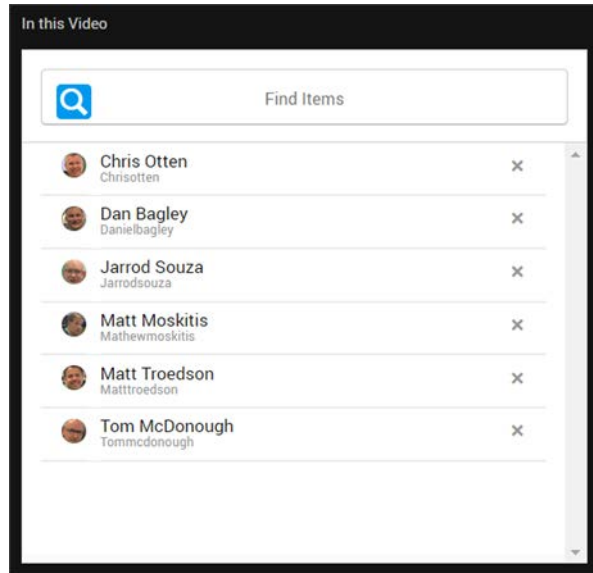 In this Video
Find Items
Chris Otten
Chrisotten
Dan Bagley
Danielbagley
Jarrod Souza
Jarrodsouza
Matt Moskitis
Mathewmoskitis
Matt Troedson
Matttroedson
Tom McDonough
Tommcdonough